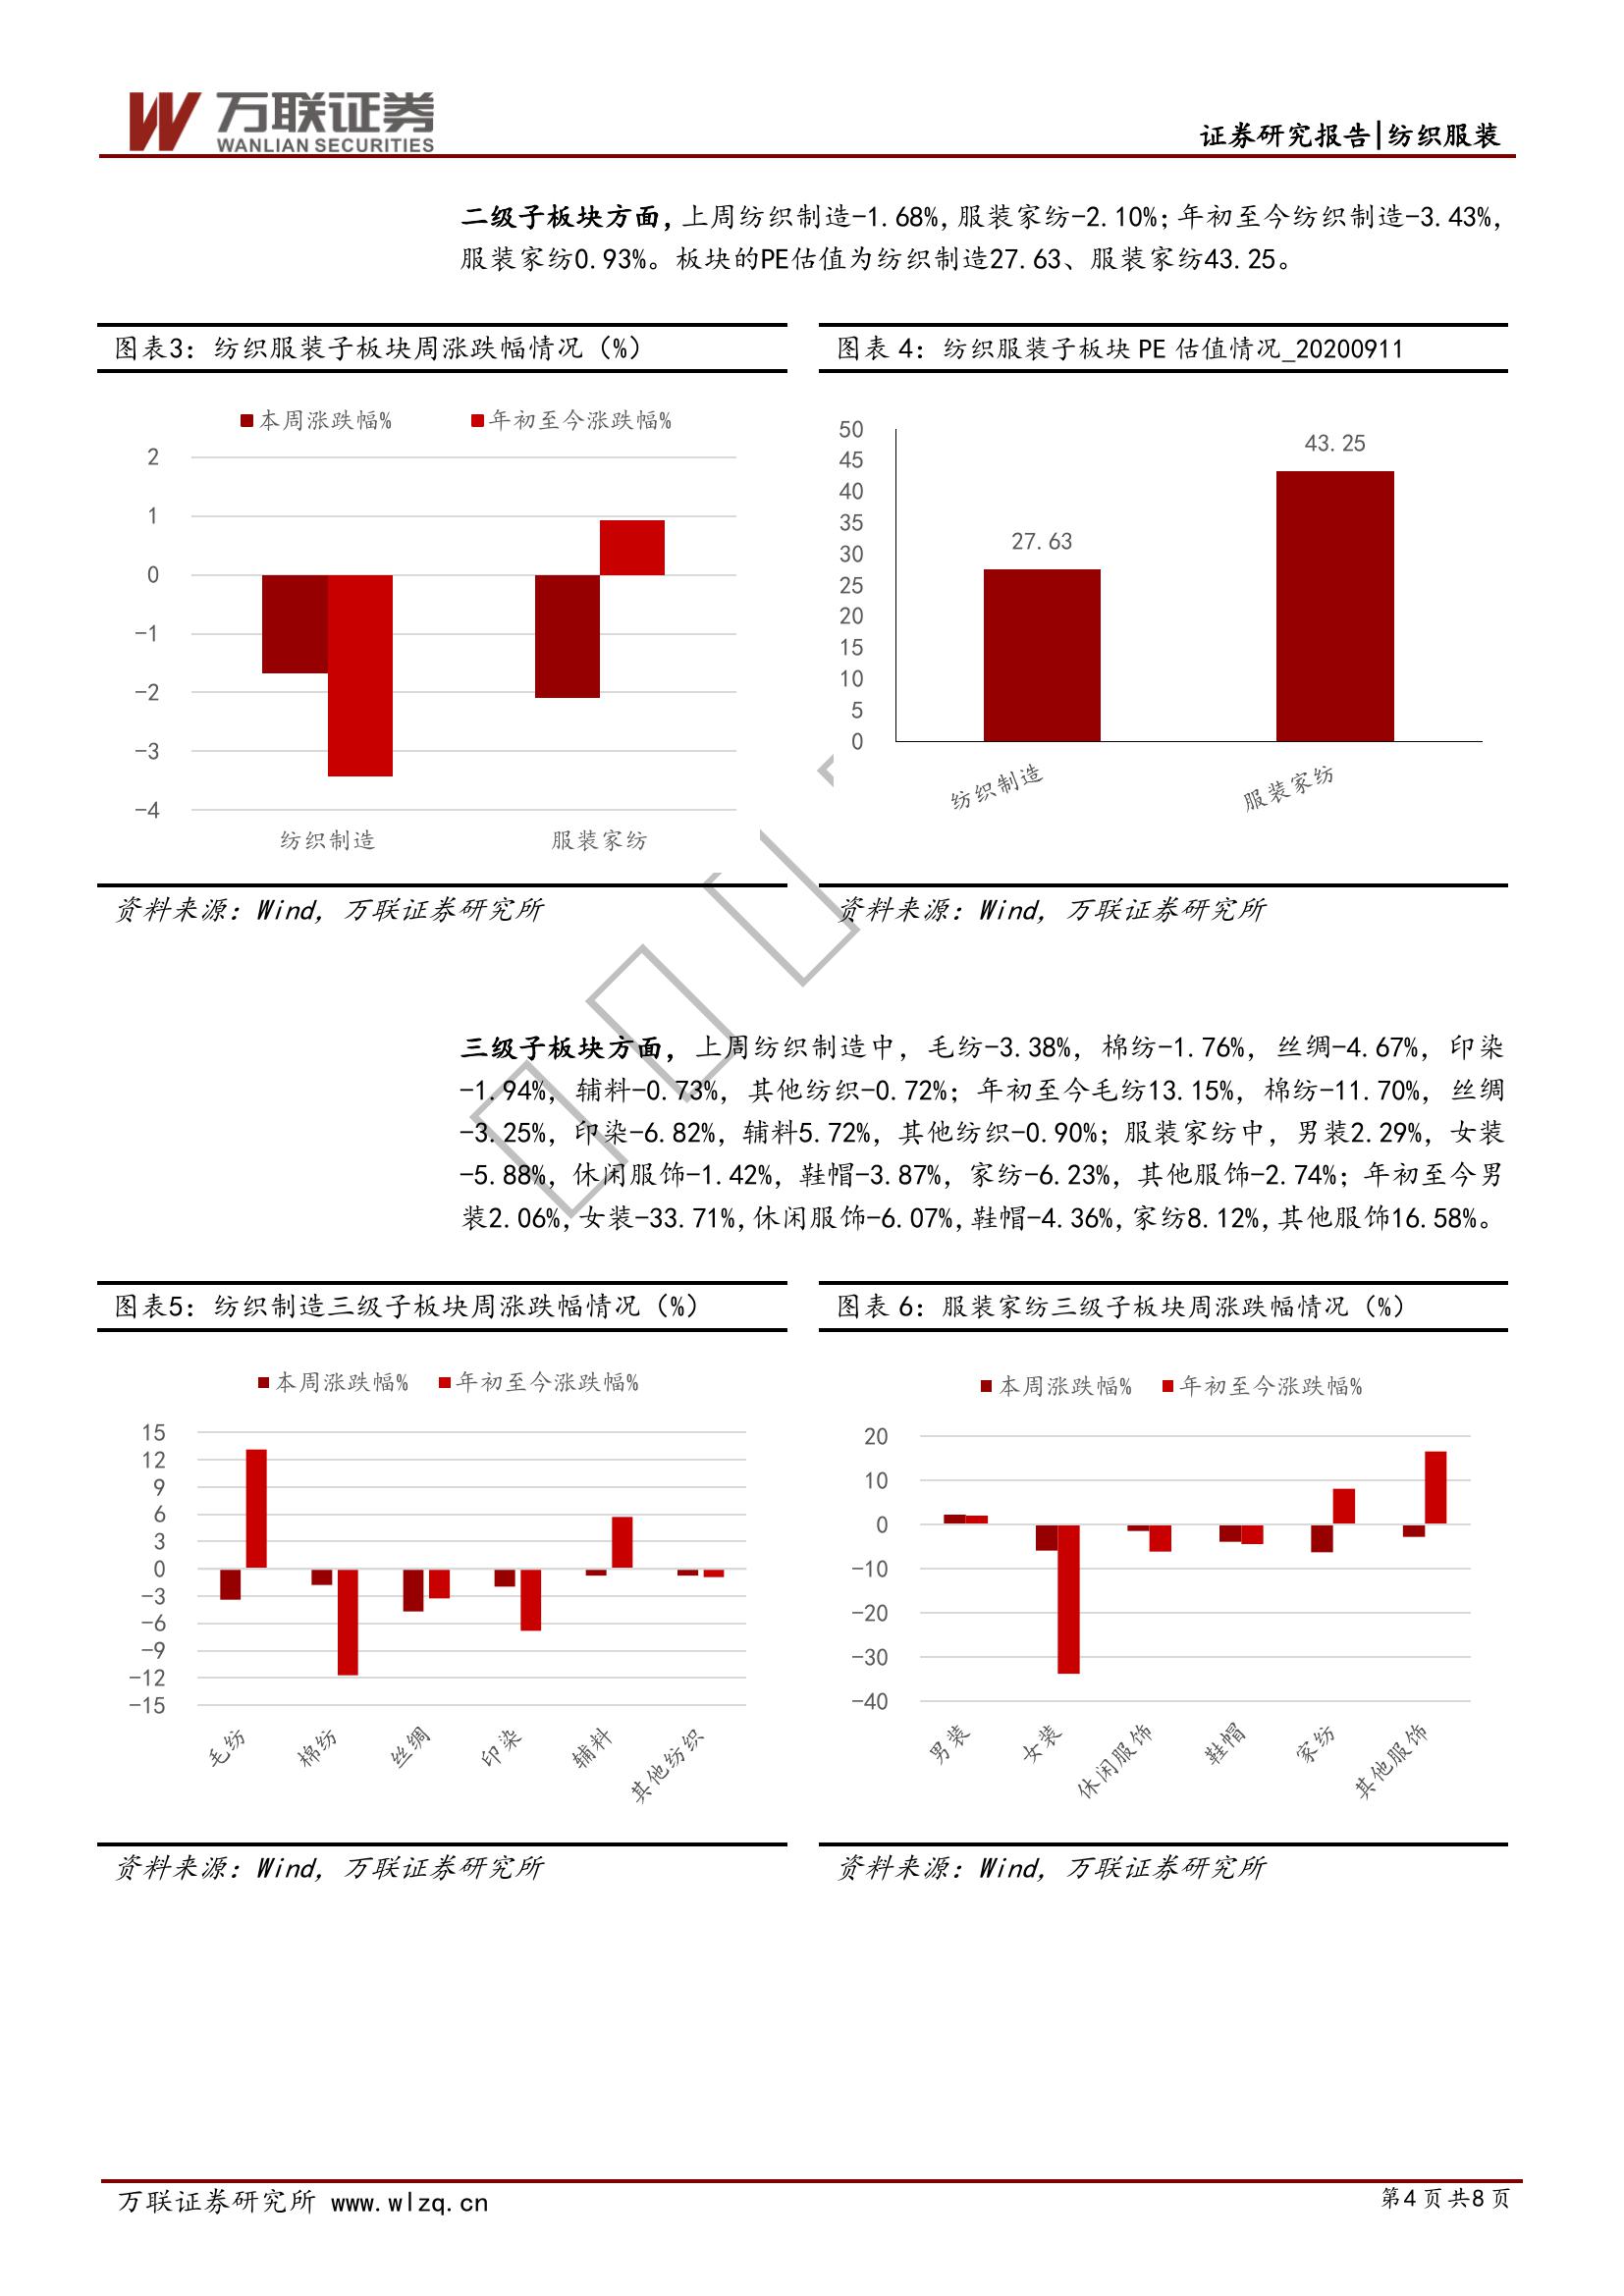 万联证券
WANLIAN SECURITIES
证券研究报告|纺织服装
二级子板块方面,上周纺织制造-1.68%,服装家纺-2.10%;年初至今纺织制造-3.43%,
服装家纺0.93%。板块的PE估值为纺织制造27.63、服装家纺43.25。
图表3：纺织服装子板块周涨跌幅情况（%）
本周涨跌幅% 年初至今涨跌幅%
2
1
0
-1
-2
-3
-4
纺织制造 服装家纺
资料来源：Wind，万联证券研究所
图表 4：纺织服装子板块 PE 估值情况_20200911
50
45
40
35
30
25
20
15
10
5
0
27.63
43.25
纺织制造 服装家纺
资料来源：Wind，万联证券研究所
三级子板块方面，上周纺织制造中，毛纺-3.38%，棉纺-1.76%，丝绸-4.67%，印染
-1.94%，辅料-0.73%，其他纺织-0.72%；年初至今毛纺13.15%，棉纺-11.70%，丝绸
-3.25%，印染-6.82%，辅料5.72%，其他纺织-0.90%；服装家纺中，男装2.29%，女装
-5.88%，休闲服饰-1.42%，鞋帽-3.87%，家纺-6.23%，其他服饰-2.74%；年初至今男
装2.06%,女装-33.71%,休闲服饰-6.07%,鞋帽-4.36%,家纺8.12%,其他服饰16.58%。
图表5：纺织制造三级子板块周涨跌幅情况（%）
本周涨跌幅% 年初至今涨跌幅%
15
12
9
6
3
0
-3
-6
-9
-12
-15
毛纺 棉纺 丝绸 印染 辅料 其他纺织
资料来源：Wind，万联证券研究所
图表 6：服装家纺三级子板块周涨跌幅情况（%）
本周涨跌幅% 年初至今涨跌幅%
20
10
0
-10
-20
-30
-40
男装 女装 休闲服饰 鞋帽 家纺 其他服饰
资料来源：Wind，万联证券研究所
万联证券研究所 www.wlzq.cn
第4页共8页